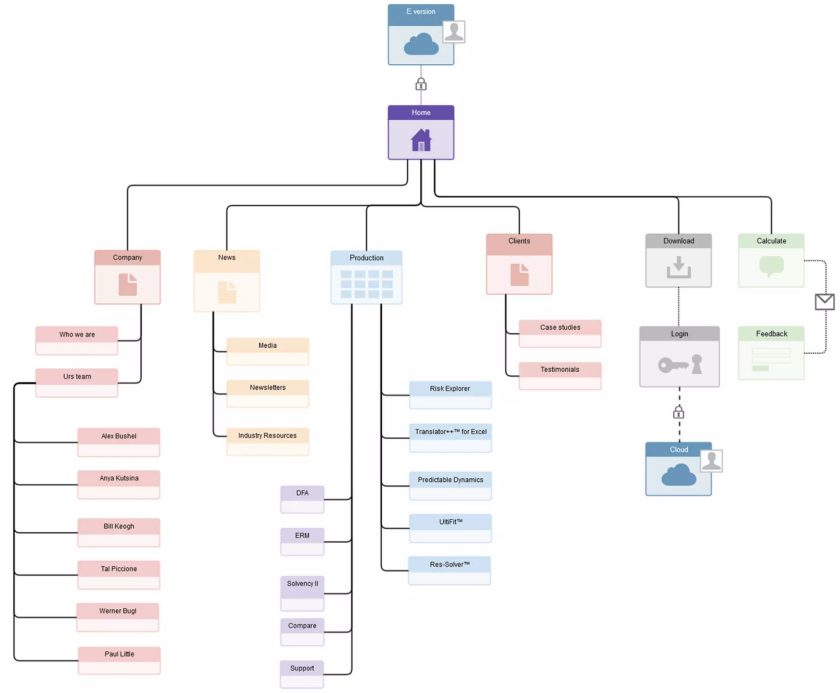 E version
Home
Company
News
Production
Clients
Download
Calculate
Who we are
Urs team
Alex Bushel
Anya Kutsina
Bill Keogh
Tal Piccione
Werner Bugl
Paul Little
Media
Newsletters
Industry Resources
DFA
ERM
Solvency II
Compare
Support
Risk Explorer
Translator++™ for Excel
Predictable Dynamics
UltiFit™
Res-Solver™
Case studies
Testimonials
Login
Cloud
Feedback